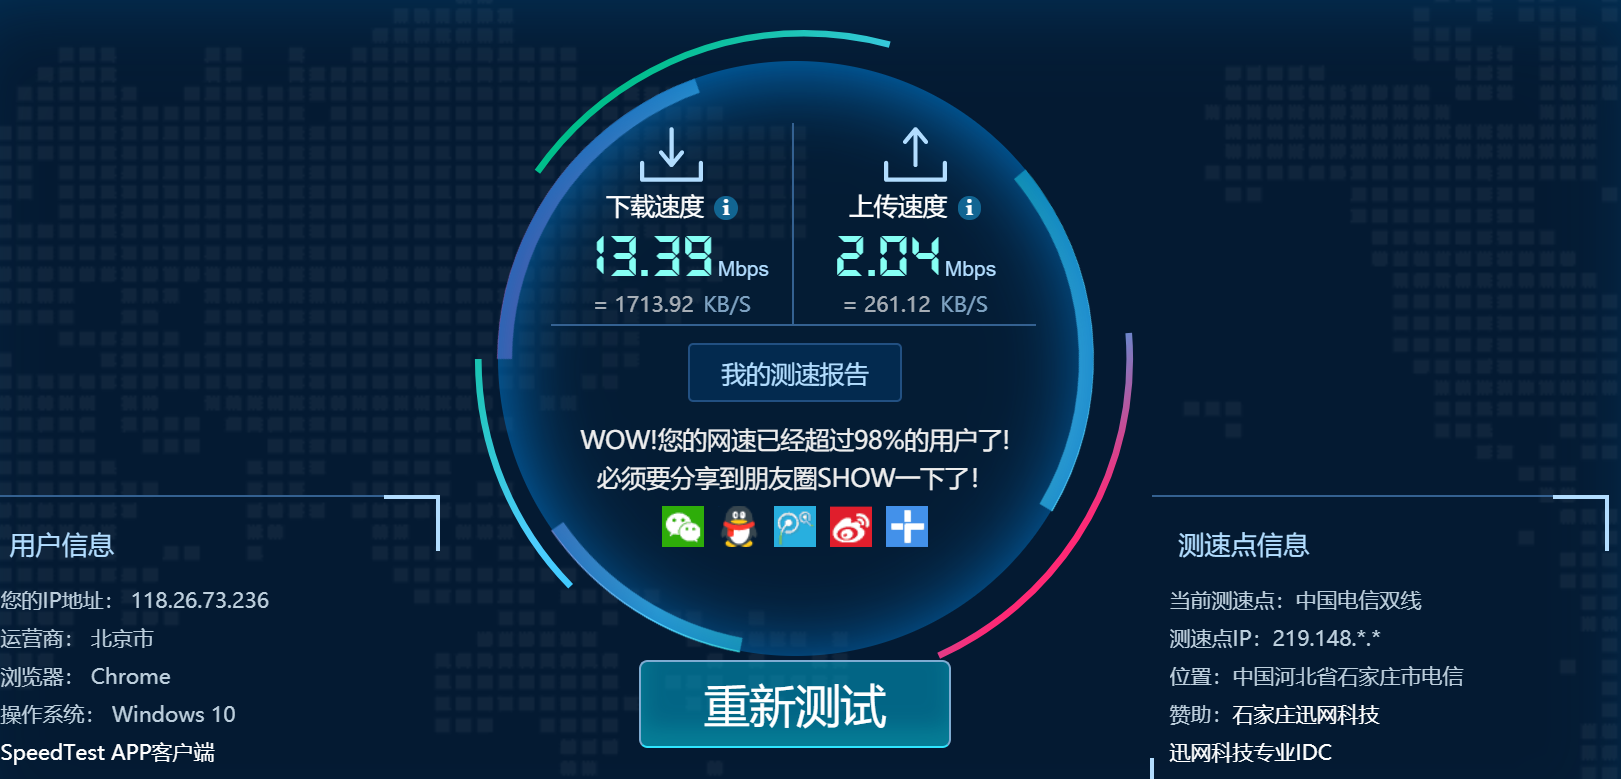 下载速度
13.39 Mbps
= 1713.92 KB/S
上传速度
2.04 Mbps
= 261.12 KB/S
我的测速报告
WOW!您的网速已经超过98%的用户了!
必须要分享到朋友圈SHOW一下了！
重新测试
用户信息
您的IP地址： 118.26.73.236
运营商： 北京市
浏览器： Chrome
操作系统： Windows 10
SpeedTest APP客户端
测速点信息
当前测速点：中国电信双线
测速点IP：219.148.*.*
位置：中国河北省石家庄市电信
赞助：石家庄迅网科技
迅网科技专业IDC